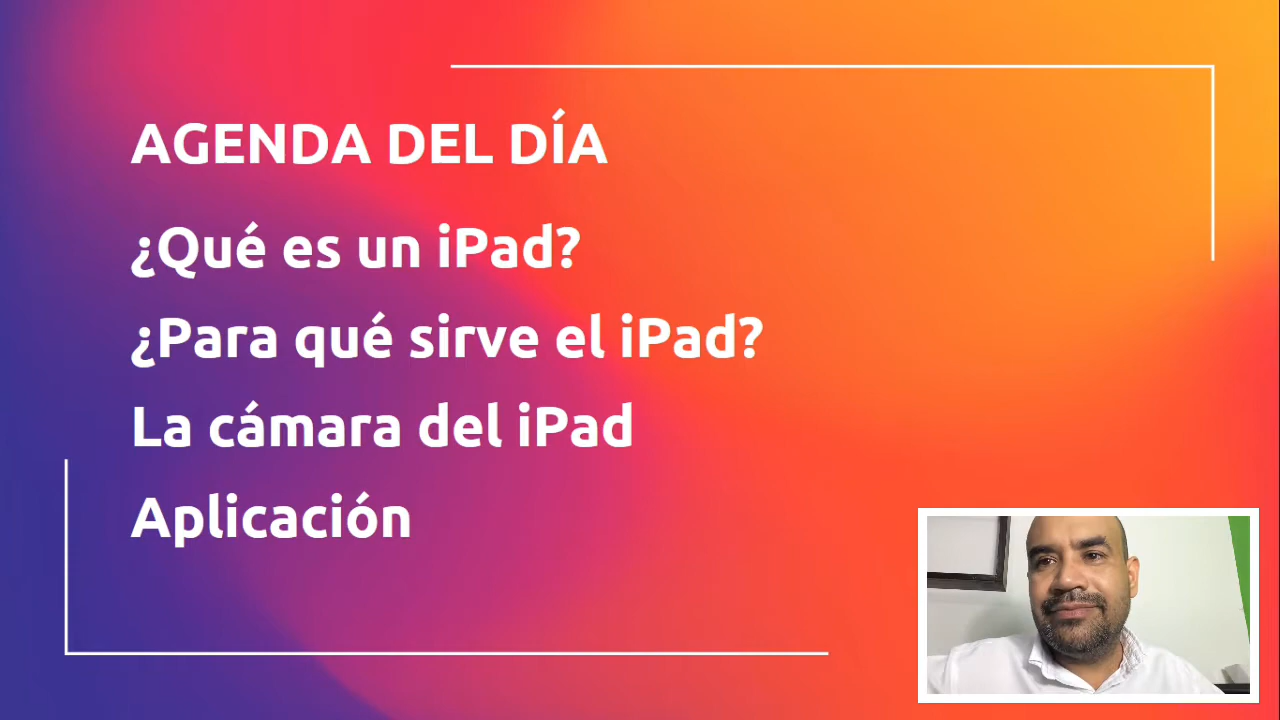 AGENDA DEL DÍA
¿Qué es un iPad?
¿Para qué sirve el iPad?
La cámara del iPad
Aplicación